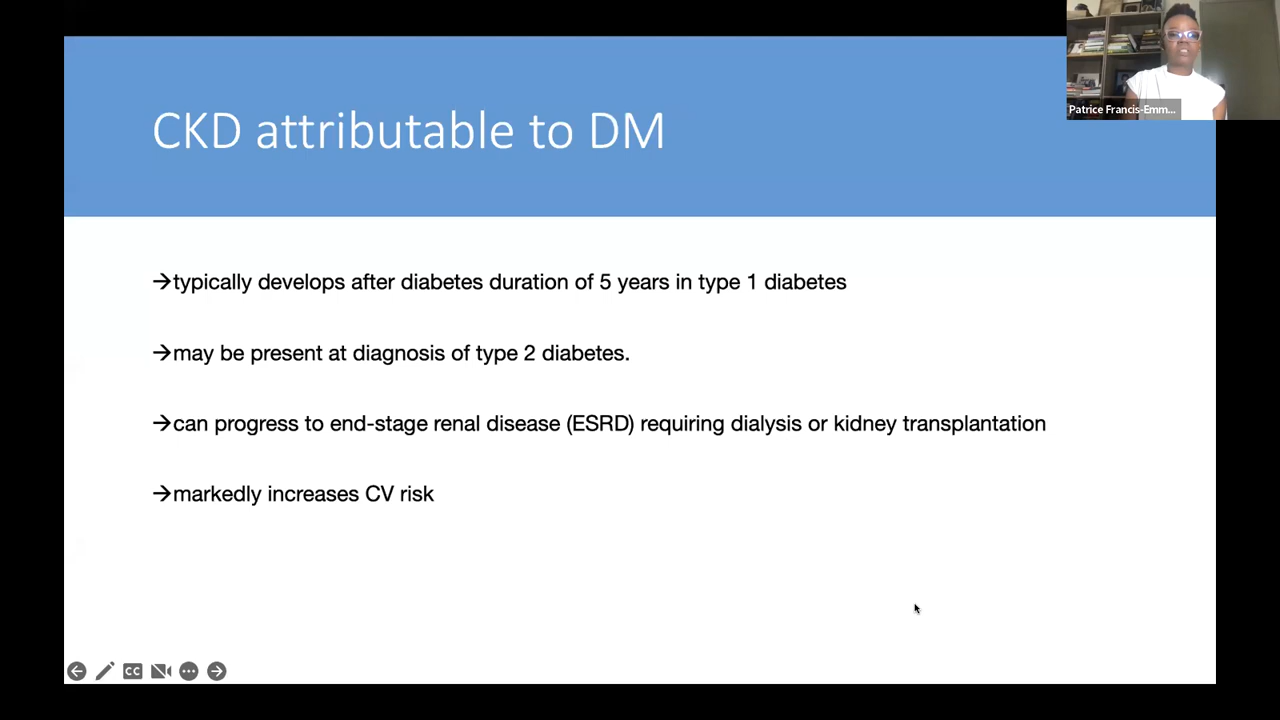 CKD attributable to DM
Patrice Francis-Emm...
→typically develops after diabetes duration of 5 years in type 1 diabetes
→may be present at diagnosis of type 2 diabetes.
→can progress to end-stage renal disease (ESRD) requiring dialysis or kidney transplantation
→markedly increases CV risk
CC